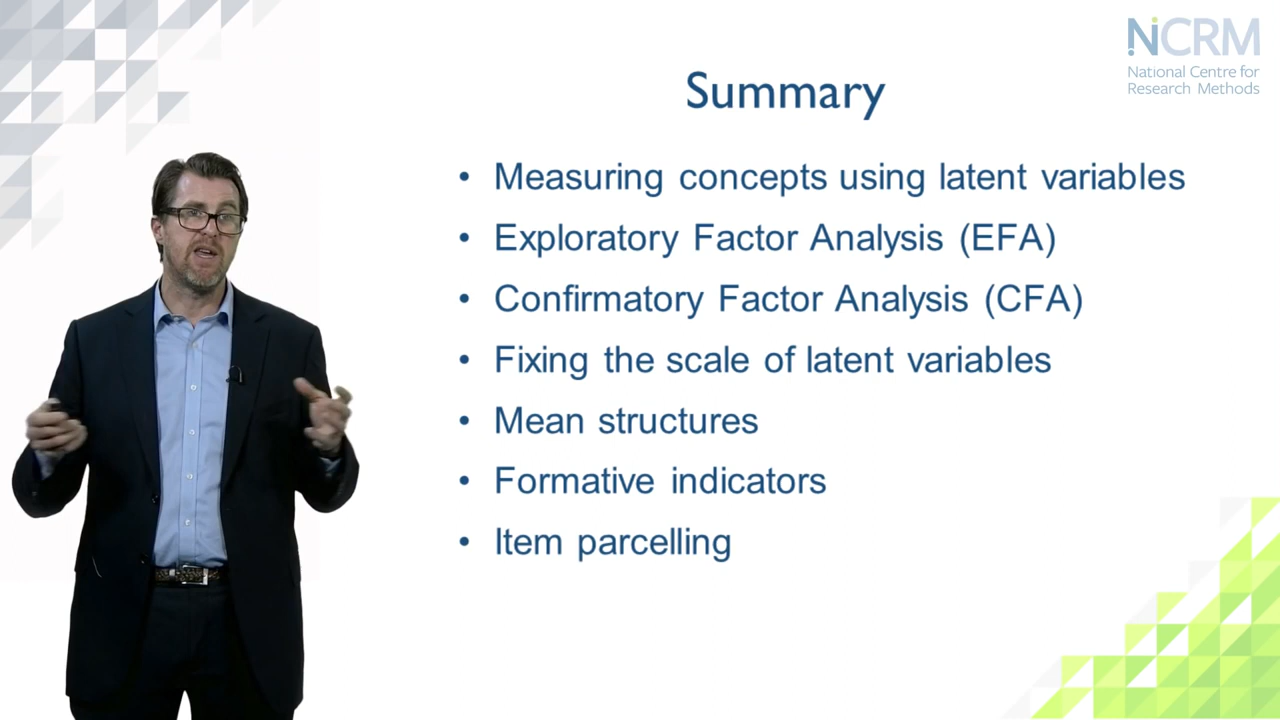 NCRM
National Centre for
Research Methods
Summary
• Measuring concepts using latent variables
• Exploratory Factor Analysis (EFA)
• Confirmatory Factor Analysis (CFA)
• Fixing the scale of latent variables
• Mean structures
• Formative indicators
• Item parcelling